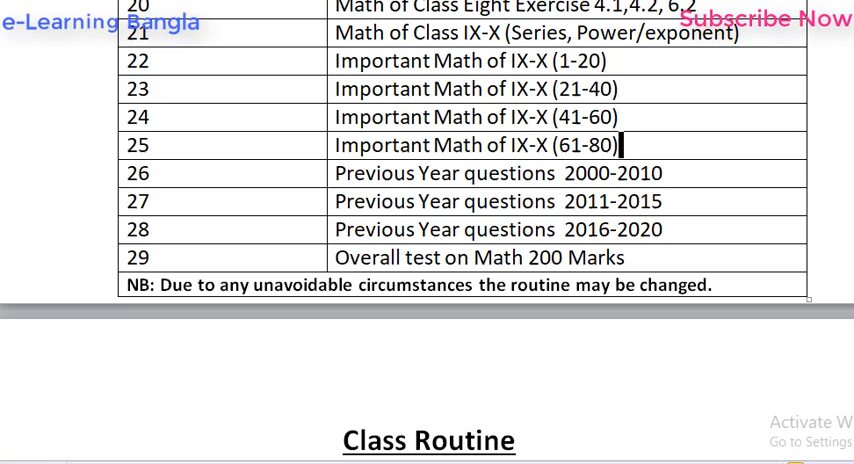 20 Math of Class Eight Exercise 4.1,4.2, 6.2
e-Learning Bangla
Subscribe Now
21 Math of Class IX-X (Series, Power/exponent)
22 Important Math of IX-X (1-20)
23 Important Math of IX-X (21-40)
24 Important Math of IX-X (41-60)
25 Important Math of IX-X (61-80)
26 Previous Year questions 2000-2010
27 Previous Year questions 2011-2015
28 Previous Year questions 2016-2020
29 Overall test on Math 200 Marks
NB: Due to any unavoidable circumstances the routine may be changed.
Activate W
Class Routine
Go to Settings